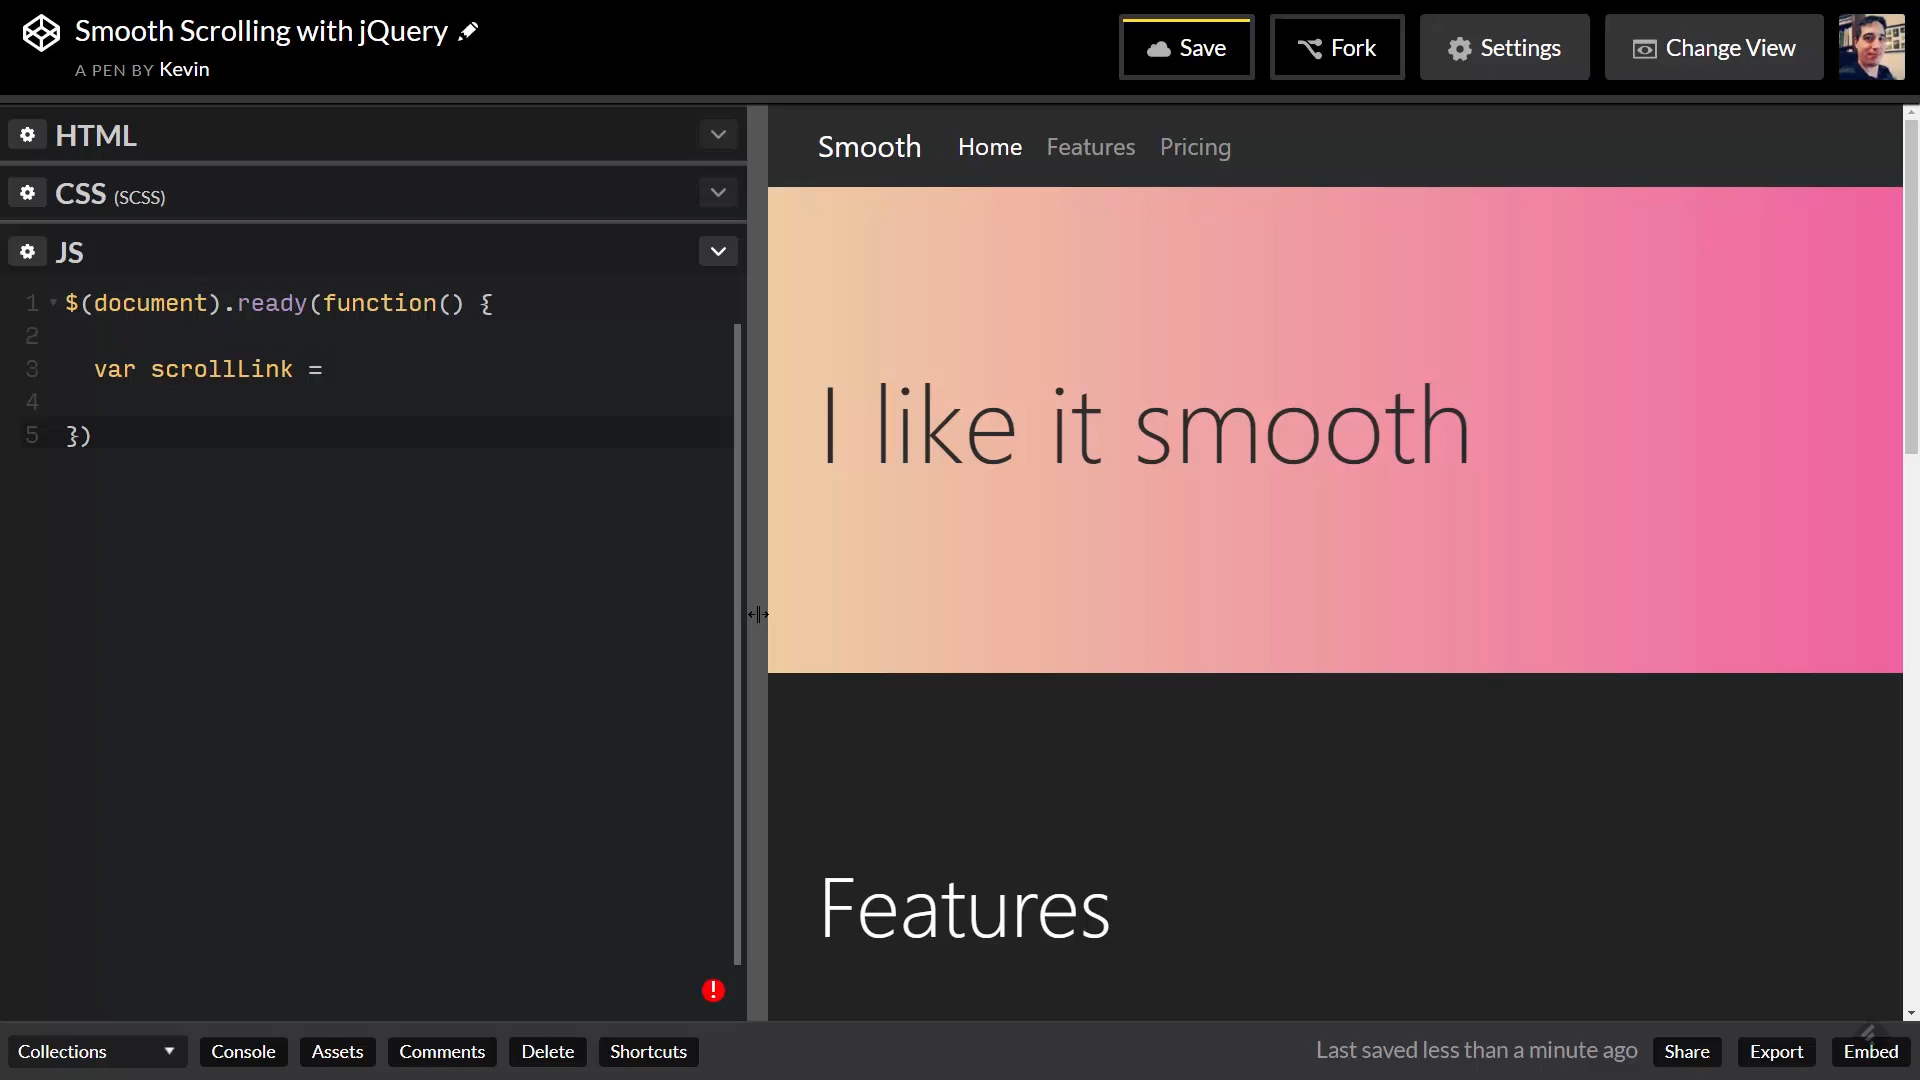 Smooth Scrolling with jQuery
A PEN BY Kevin
Save
Fork
Settings
Change View
HTML
CSS (SCSS)
JS
1 $(document).ready(function() {
2
3 var scrollLink =
4
5 })
Smooth
Home
Features
Pricing
I like it smooth
Features
Collections
Console
Assets
Comments
Delete
Shortcuts
Last saved less than a minute ago
Share
Export
Embed